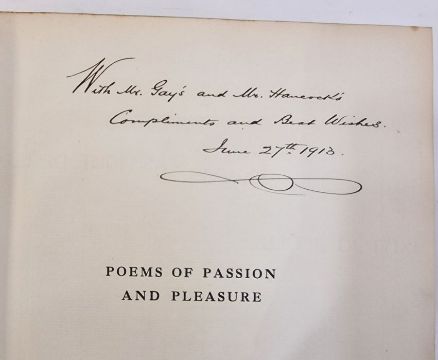 With Mr. Gay's and Mr. Hancock's
Compliments and Best Wishes.
June 27th 1913.
POEMS OF PASSION
AND PLEASURE